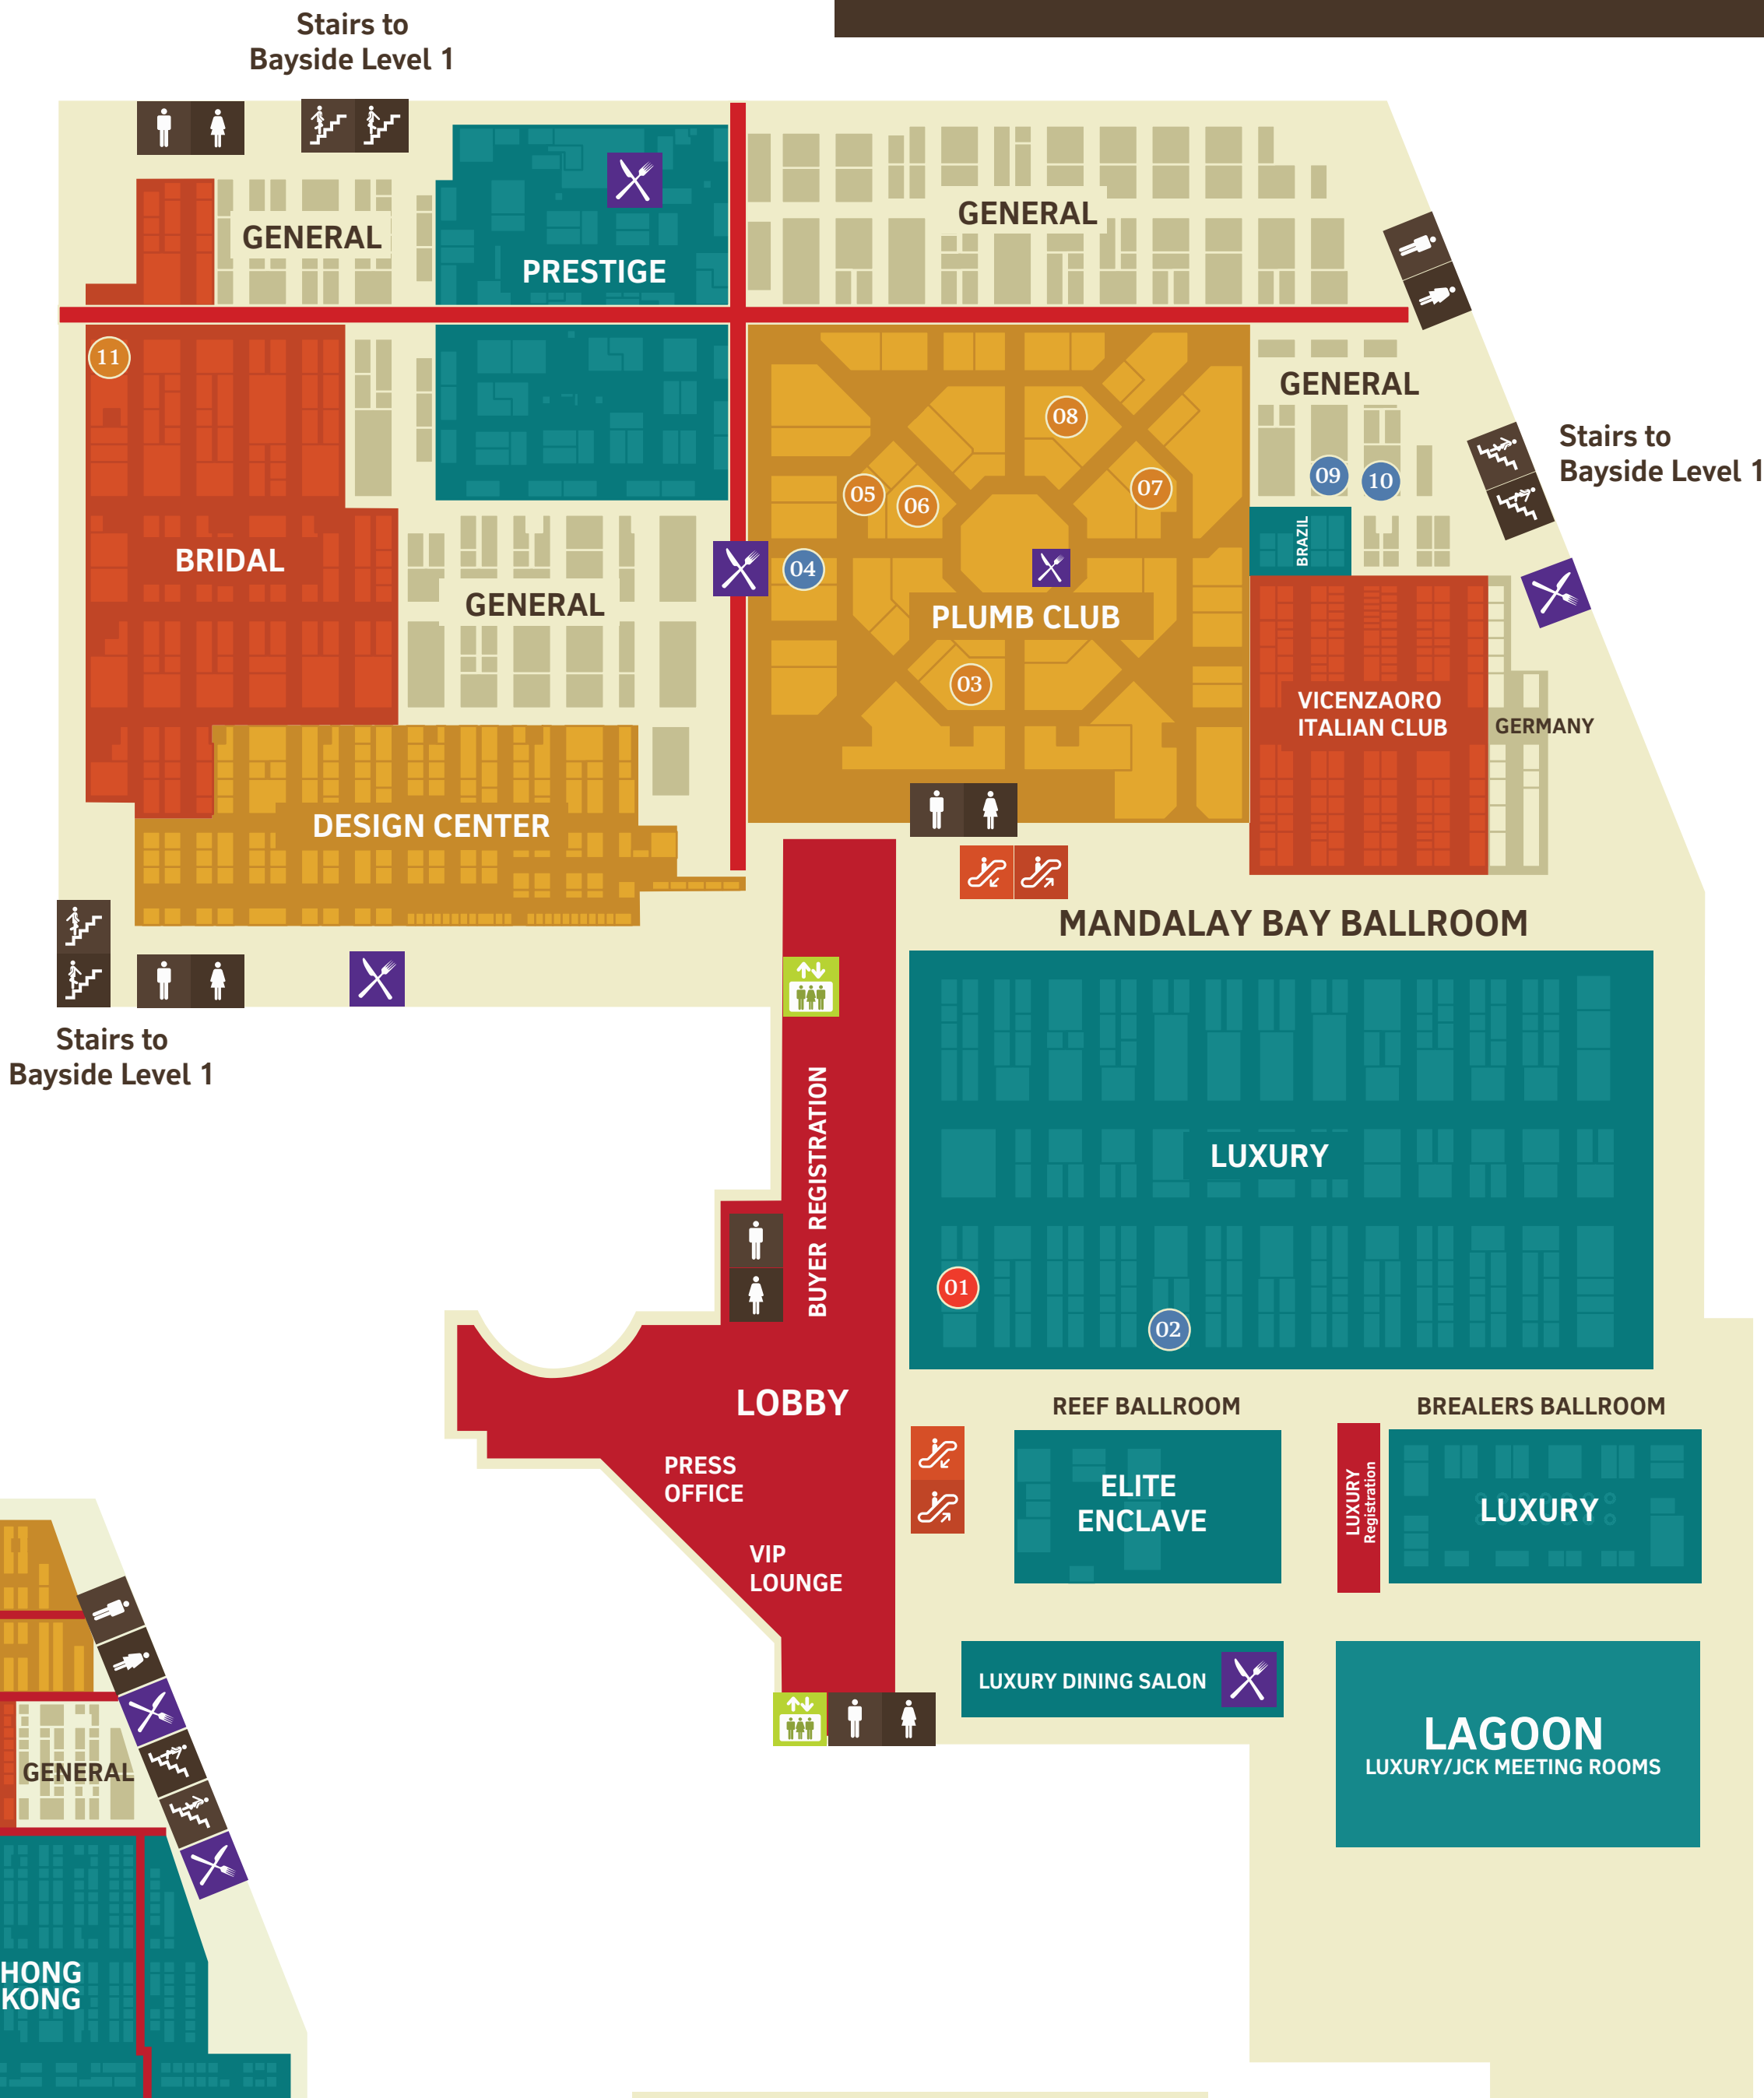 Stairs to
Bayside Level 1
GENERAL
GENERAL
PRESTIGE
11
GENERAL
08
Stairs to
Bayside Level 1
05
06
07
09
10
BRAZIL
BRIDAL
04
GENERAL
PLUMB CLUB
03
VICENZAORO
ITALIAN CLUB
GERMANY
DESIGN CENTER
MANDALAY BAY BALLROOM
Stairs to
Bayside Level 1
BUYER REGISTRATION
LUXURY
01
02
LOBBY
REEF BALLROOM
BREALERS BALLROOM
PRESS
OFFICE
ELITE
ENCLAVE
LUXURY
Registration
LUXURY
VIP
LOUNGE
LUXURY DINING SALON
LAGOON
LUXURY/JCK MEETING ROOMS
GENERAL
HONG
KONG